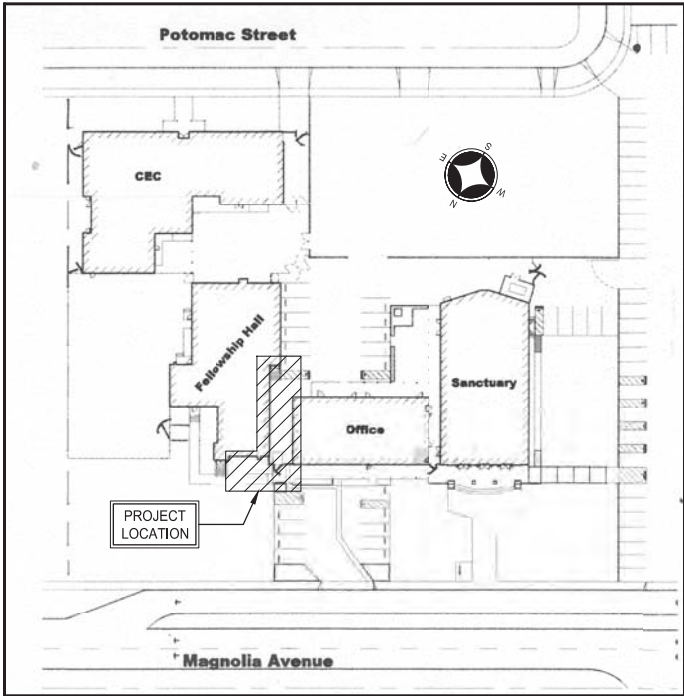 Potomac Street
CEC
S
E
W
N
Fellowship Hall
Sanctuary
Office
PROJECT
LOCATION
Magnolia Avenue